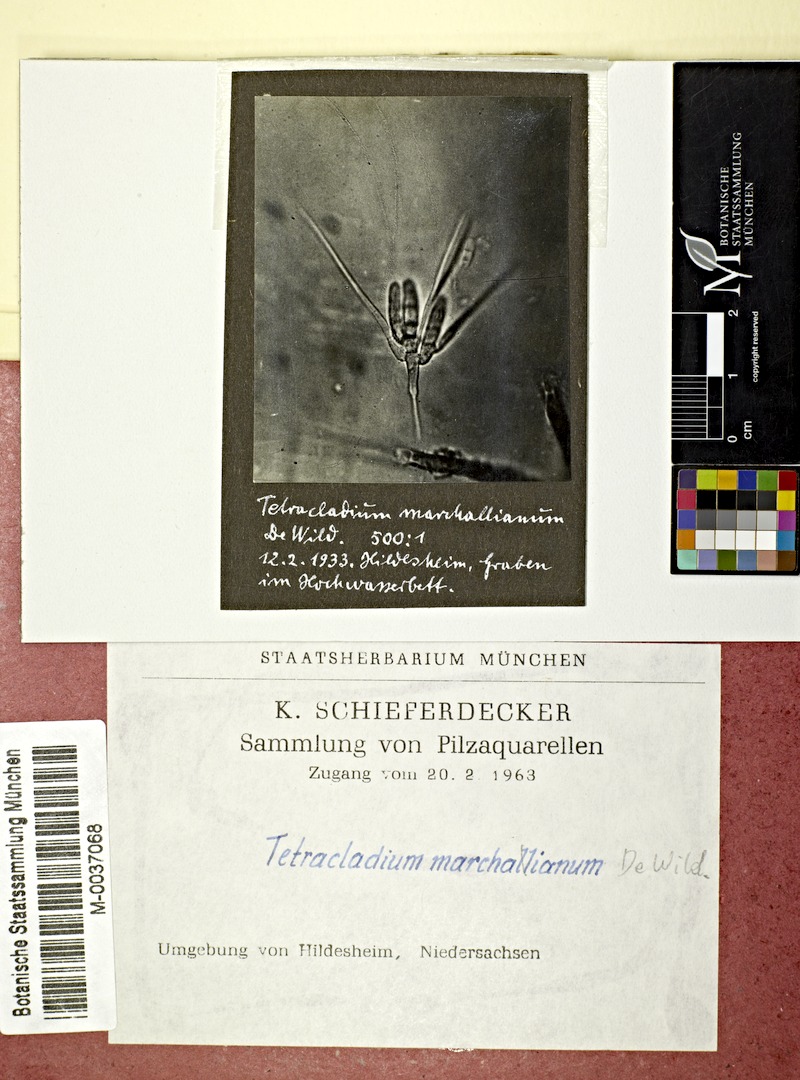 Tetracladium marchallianum
De Wild. 500:1
12.2.1933. Hildesheim, Graben
im Hochwasserbett.
BOTANISCHE
STAATSSAMMLUNG
MÜNCHEN
copyright reserved
0 1 2
cm
STAATSHERBARIUM MÜNCHEN
K. SCHIEFERDECKER
Sammlung von Pilzaquarellen
Zugang vom 20. 2 1963
Tetracladium marchallianum De Wild.
Umgebung von Hildesheim, Niedersachsen
Botanische Staatssammlung München
M-0037068